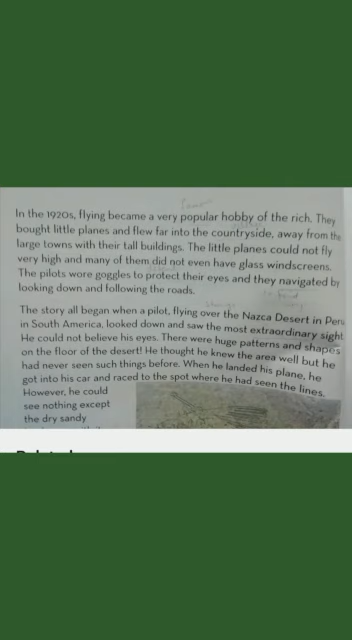 In the 1920s, flying became a very popular hobby of the rich. They
bought little planes and flew far into the countryside, away from the
large towns with their tall buildings. The little planes could not fly
very high and many of them did not even have glass windscreens.
The pilots wore goggles to protect their eyes and they navigated by
looking down and following the roads.
The story all began when a pilot, flying over the Nazca Desert in Peru
in South America, looked down and saw the most extraordinary sight
He could not believe his eyes. There were huge patterns and shapes
on the floor of the desert! He thought he knew the area well but he
had never seen such things before. When he landed his plane, he
got into his car and raced to the spot where he had seen the lines.
However, he could
see nothing except
the dry sandy